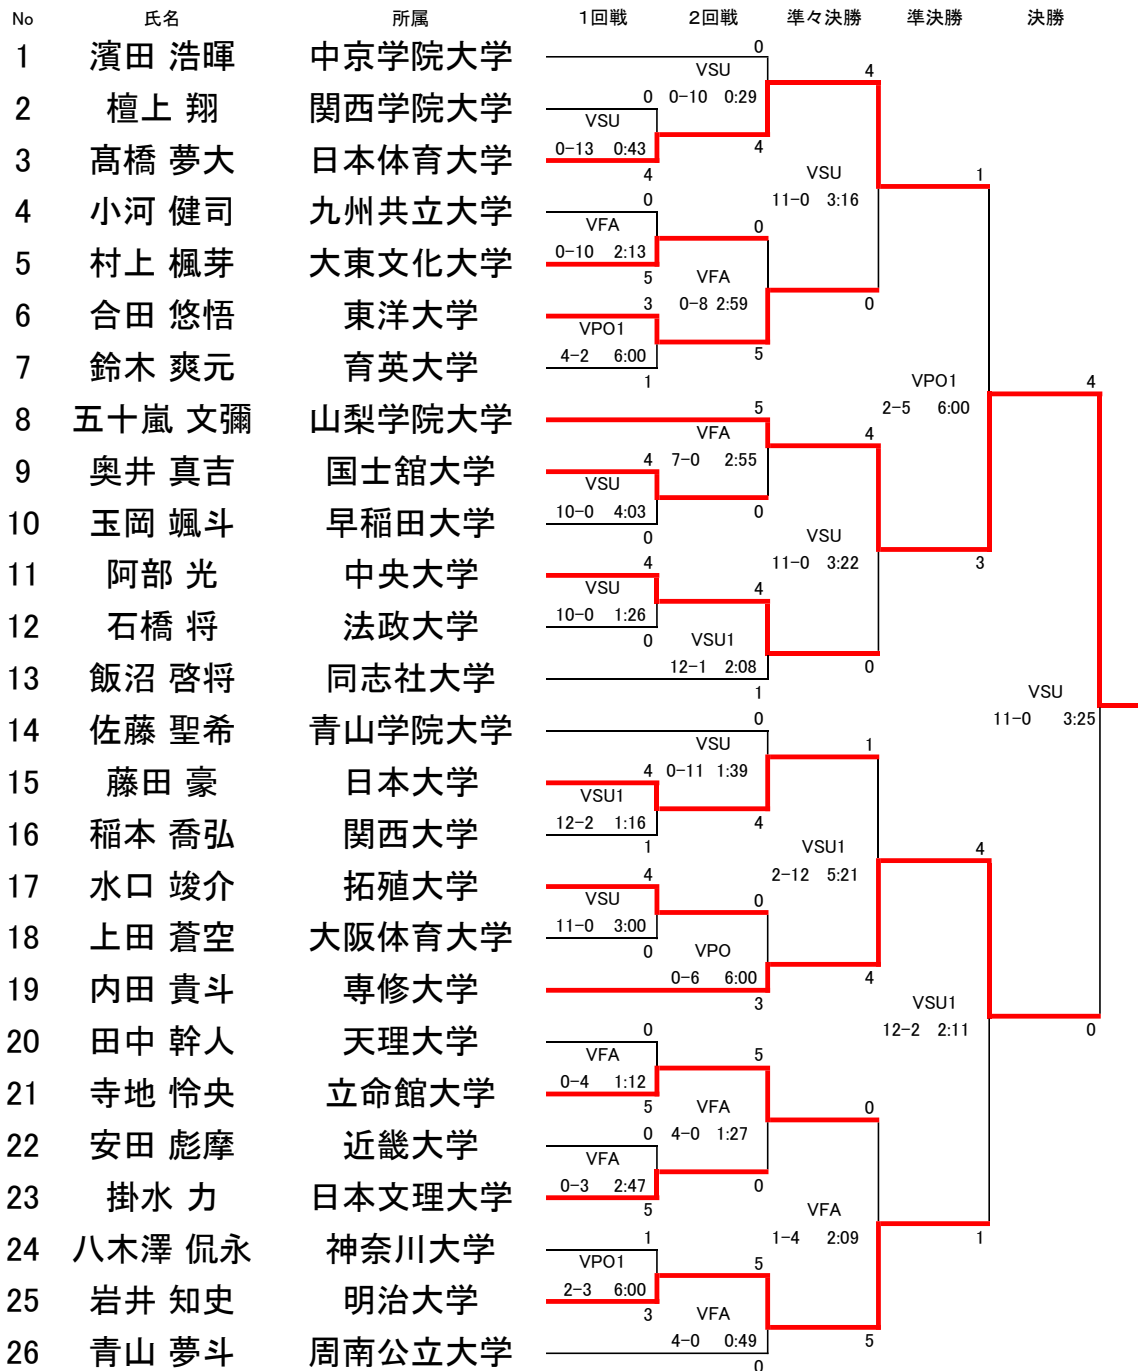 No 氏名 所属 1回戦 2回戦 準々決勝 準決勝 決勝
0
1 濱田 浩暉 中京学院大学
VSU 4
0 0-10 0:29
2 檀上 翔 関西学院大学
VSU
0-13 0:43 4
3 髙橋 夢大 日本体育大学
4 VSU 1
0 11-0 3:16
4 小河 健司 九州共立大学
VFA 0
0-10 2:13
5 村上 楓芽 大東文化大学
5 VFA
3 0-8 2:59 0
6 合田 悠悟 東洋大学
VPO1
4-2 6:00 5
7 鈴木 爽元 育英大学
1 VPO1 4
5 2-5 6:00
8 五十嵐 文彌 山梨学院大学
VFA 4
4 7-0 2:55
9 奥井 真吉 国士舘大学
VSU
10-0 4:03 0
10 玉岡 颯斗 早稲田大学
0 VSU
4 11-0 3:22 3
11 阿部 光 中央大学
VSU 4
10-0 1:26
12 石橋 将 法政大学
0 VSU1
12-1 2:08 0
13 飯沼 啓将 同志社大学
1 VSU
0 11-0 3:25
14 佐藤 聖希 青山学院大学
VSU 1
4 0-11 1:39
15 藤田 豪 日本大学
VSU1
12-2 1:16 4
16 稲本 喬弘 関西大学
1 VSU1 4
4 2-12 5:21
17 水口 竣介 拓殖大学
VSU 0
11-0 3:00
18 上田 蒼空 大阪体育大学
0 VPO
0-6 6:00 4
19 内田 貴斗 専修大学
3 VSU1
0 12-2 2:11 0
20 田中 幹人 天理大学
VFA 5
0-4 1:12
21 寺地 怜央 立命館大学
5 VFA 0
0 4-0 1:27
22 安田 彪摩 近畿大学
VFA
0-3 2:47 0
23 掛水 力 日本文理大学
5 VFA
1 1-4 2:09 1
24 八木澤 侃永 神奈川大学
VPO1 5
2-3 6:00
25 岩井 知史 明治大学
3 VFA
4-0 0:49 5
26 青山 夢斗 周南公立大学
0